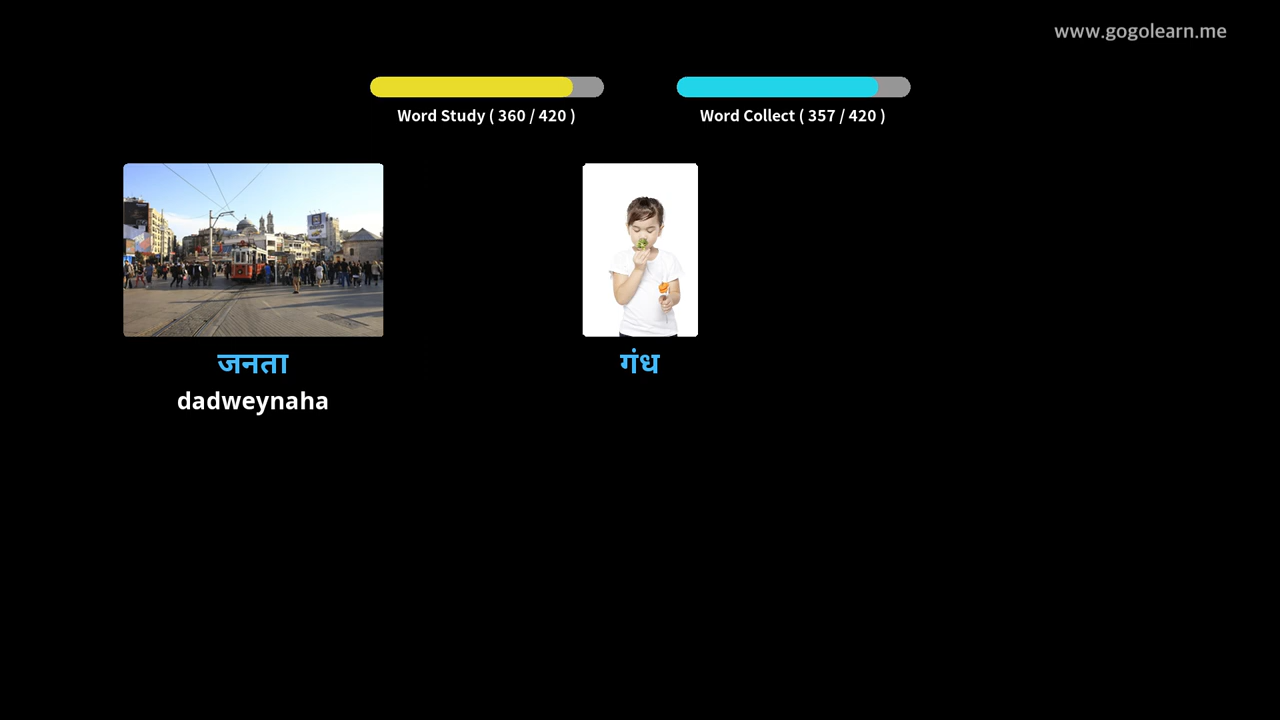 www.gogolearn.me
Word Study ( 360 / 420 )
Word Collect ( 357 / 420 )
जनता
dadweynaha
गंध